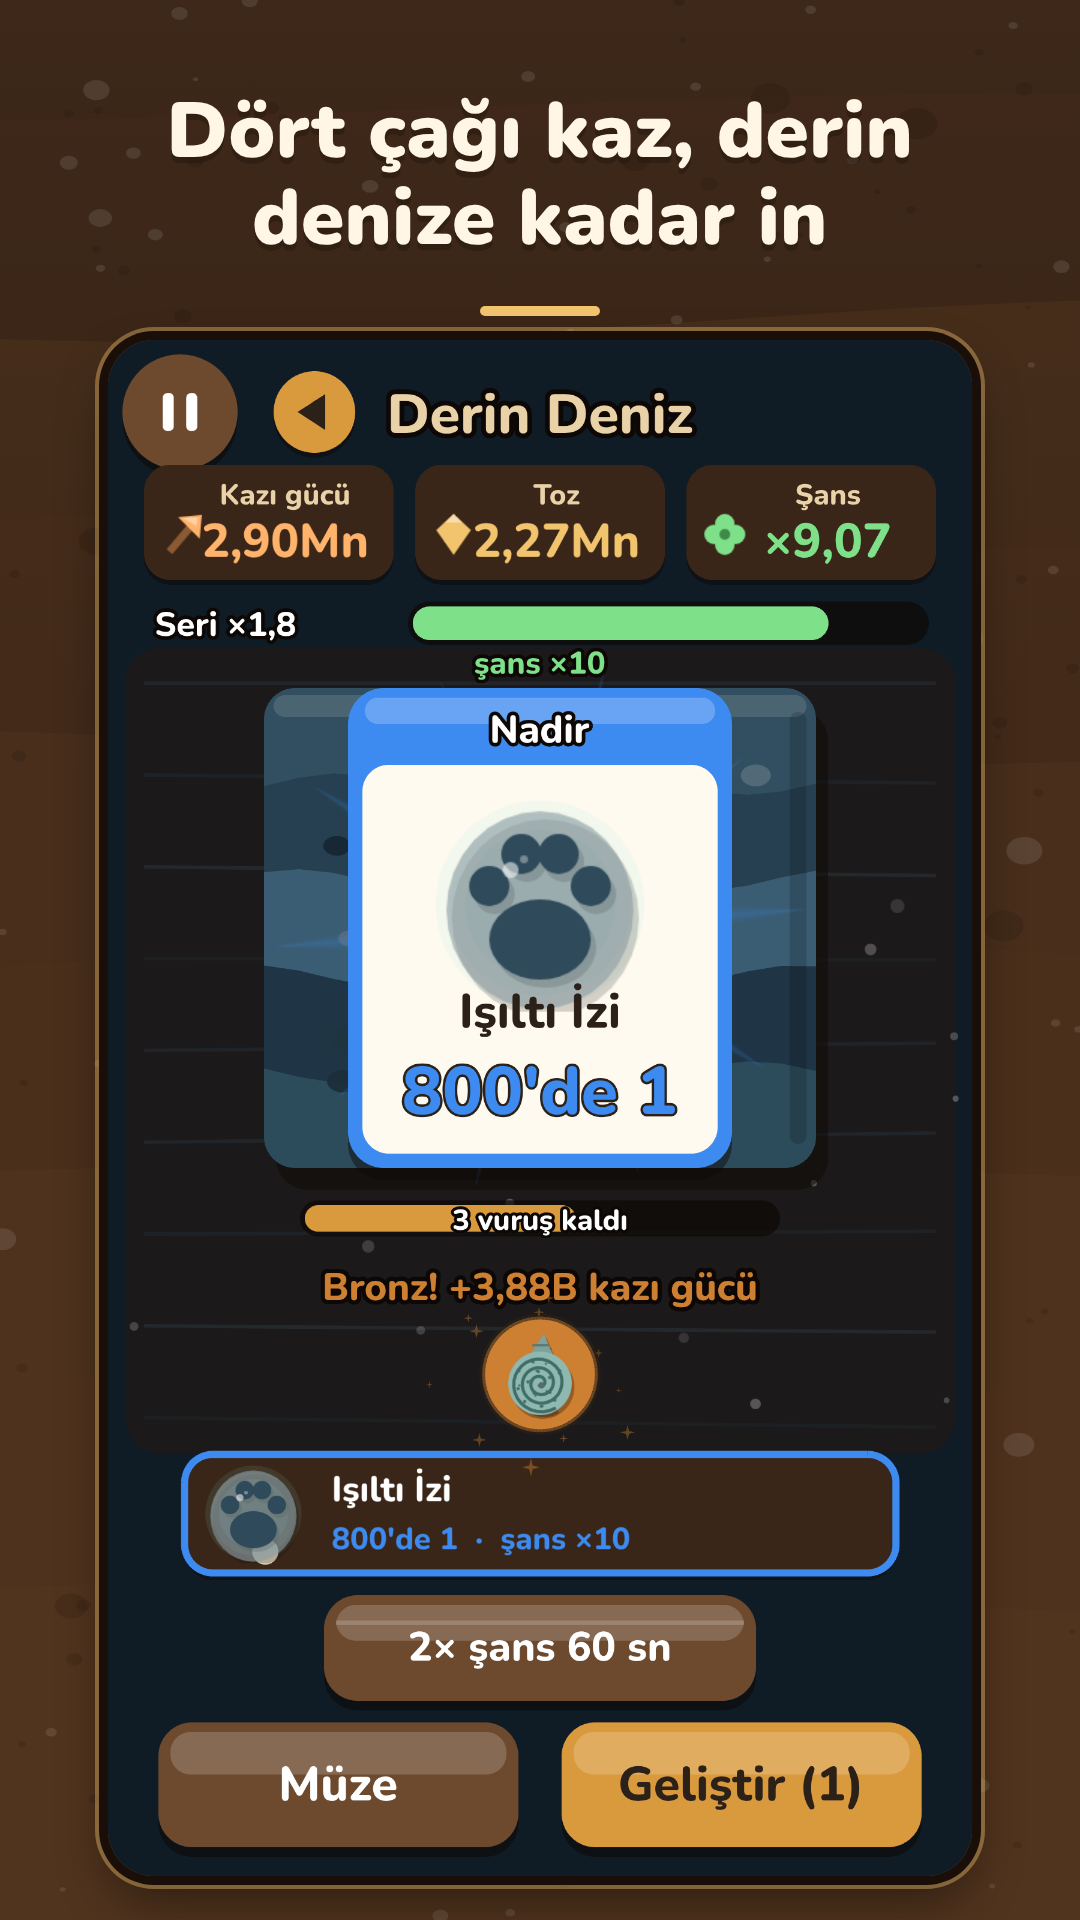 Dört çağı kaz, derin
denize kadar in
Derin Deniz
Kazı gücü
2,90Mn
Toz
2,27Mn
Şans
×9,07
Seri ×1,8
şans ×10
Nadir
Işıltı İzi
800'de 1
3 vuruş kaldı
Bronz! +3,88B kazı gücü
Işıltı İzi
800'de 1 · şans ×10
2× şans 60 sn
Müze
Geliştir (1)